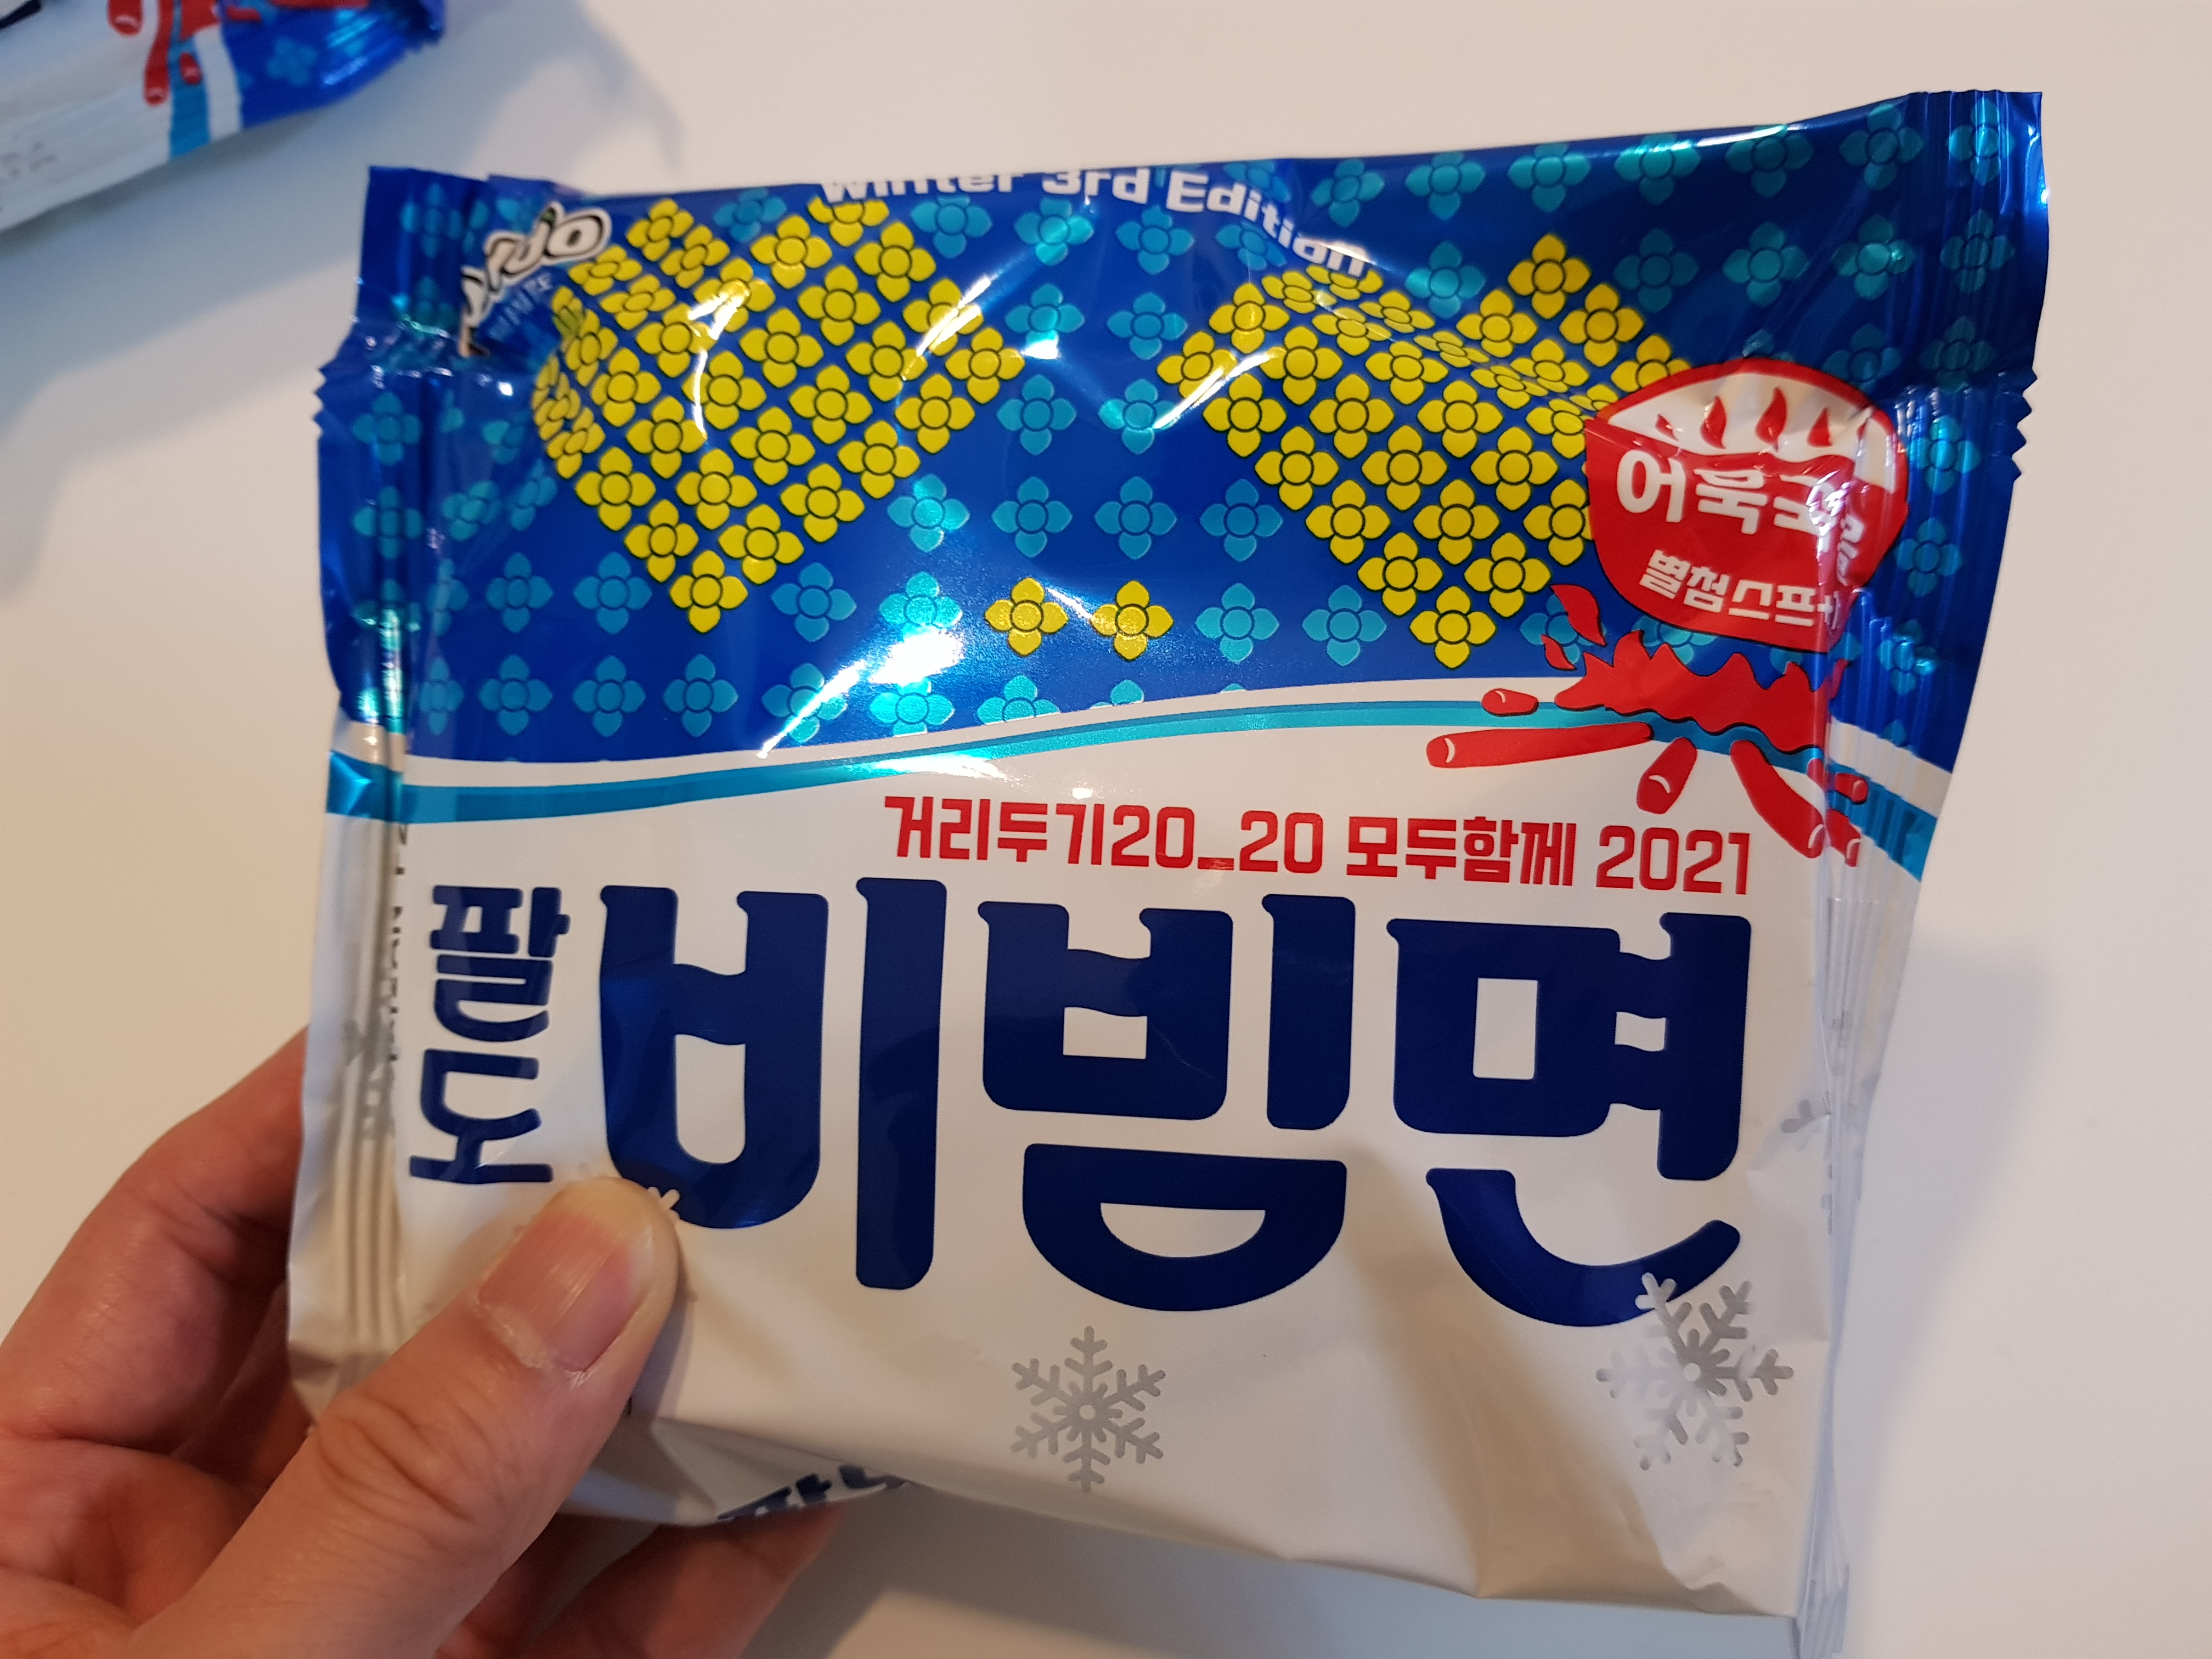 Winter 3rd Edition
어묵국물
별첨스프
거리두기20_20 모두함께 2021
팔도
비빔면